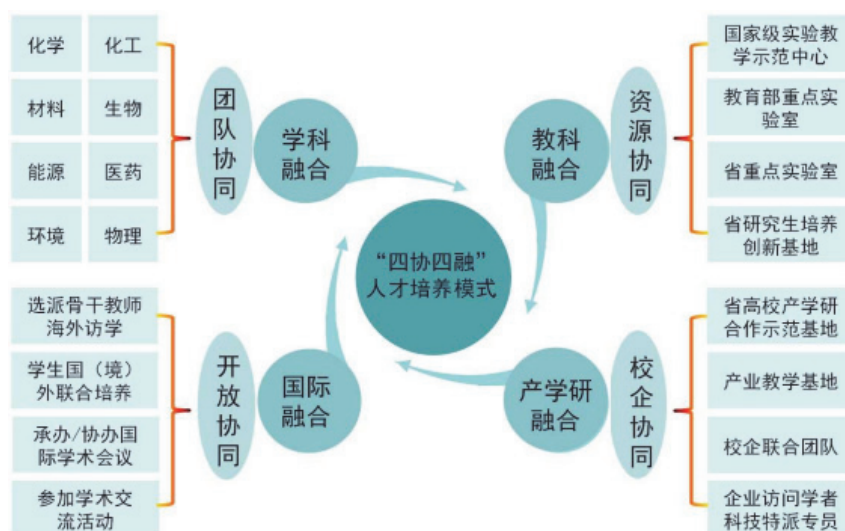 化学
化工
材料
生物
能源
医药
环境
物理
团队协同
学科
融合
教科
融合
资源协同
国家级实验教
学示范中心
教育部重点实
验室
省重点实验室
省研究生培养
创新基地
“四协四融”
人才培养模式
选派骨干教师
海外访学
学生国（境）
外联合培养
承办/协办国
际学术会议
参加学术交
流活动
开放协同
国际
融合
产学研
融合
校企协同
省高校产学研
合作示范基地
产业教学基地
校企联合团队
企业访问学者
科技特派专员